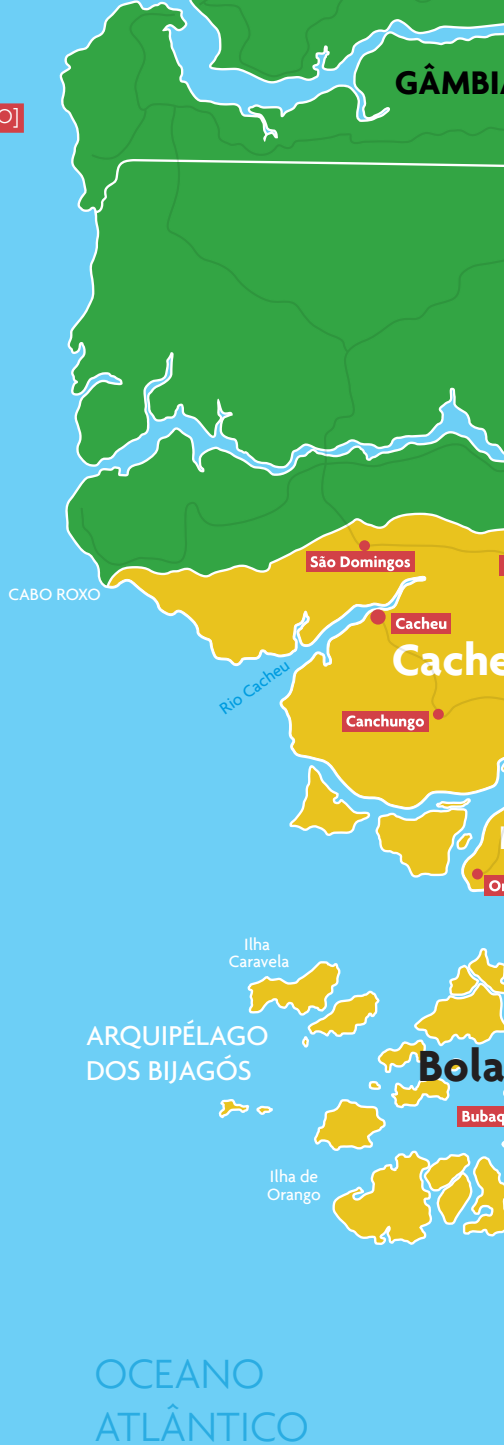 GÂMBIA
O]
São Domingos
CABO ROXO
Cacheu
Cache
Rio Cacheu
Canchungo
Ilha
Caravela
ARQUIPÉLAGO
DOS BIJAGÓS
Bola
Bubaq
Ilha de
Orango
OCEANO
ATLÂNTICO